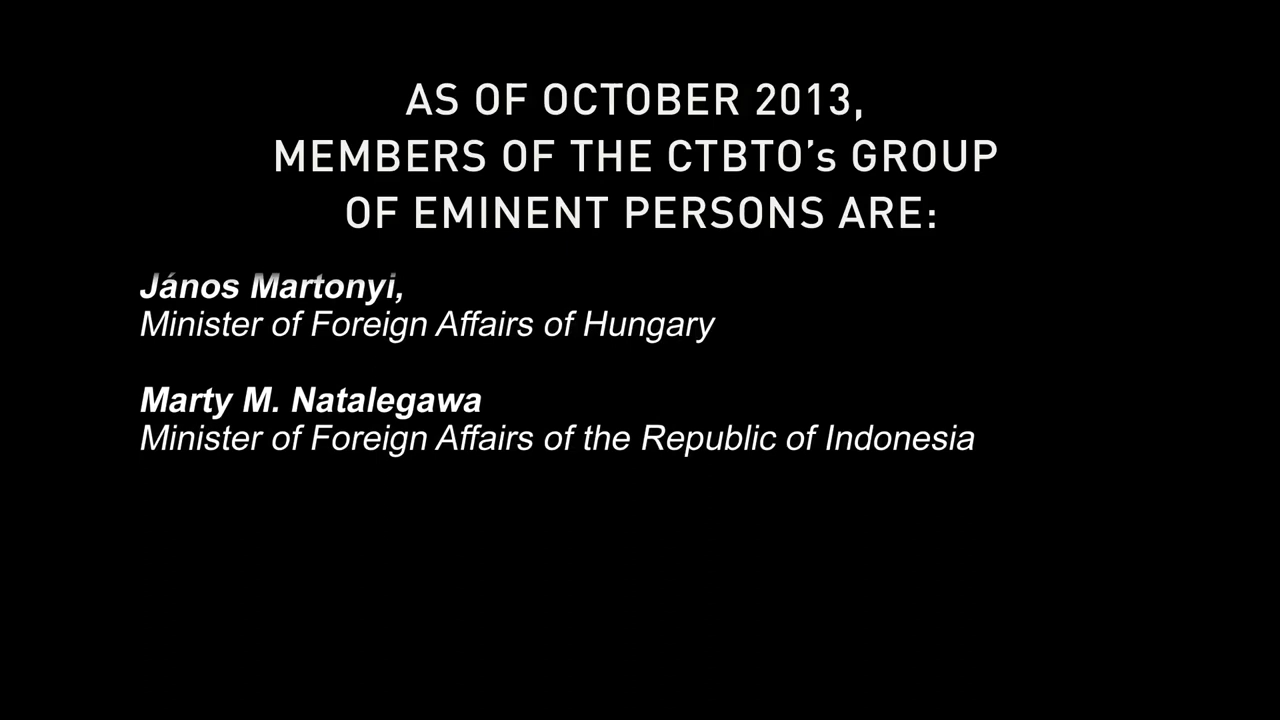 AS OF OCTOBER 2013,
MEMBERS OF THE CTBTO's GROUP
OF EMINENT PERSONS ARE:
János Martonyi,
Minister of Foreign Affairs of Hungary
Marty M. Natalegawa
Minister of Foreign Affairs of the Republic of Indonesia